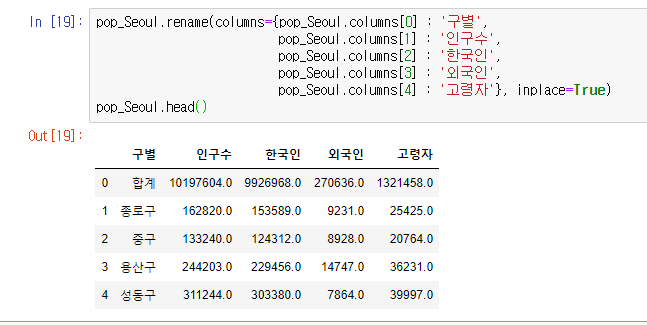 In [19]: pop_Seoul.rename(columns={pop_Seoul.columns[0] : '구별',
pop_Seoul.columns[1] : '인구수',
pop_Seoul.columns[2] : '한국인',
pop_Seoul.columns[3] : '외국인',
pop_Seoul.columns[4] : '고령자'}, inplace=True)
pop_Seoul.head()
Out[19]:
구별 인구수 한국인 외국인 고령자
0 합계 10197604.0 9926968.0 270636.0 1321458.0
1 종로구 162820.0 153589.0 9231.0 25425.0
2 중구 133240.0 124312.0 8928.0 20764.0
3 용산구 244203.0 229456.0 14747.0 36231.0
4 성동구 311244.0 303380.0 7864.0 39997.0